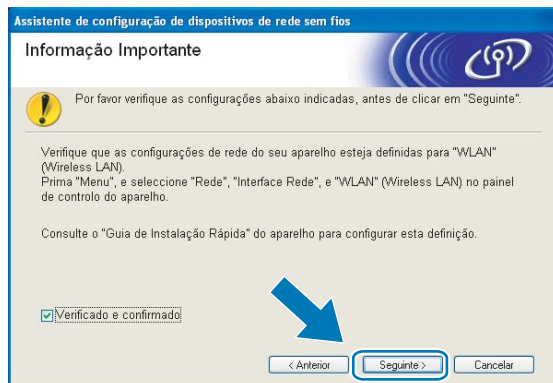 Assistente de configuração de dispositivos de rede sem fios
Informação Importante
Por favor verifique as configurações abaixo indicadas, antes de clicar em "Seguinte".
Verifique que as configurações de rede do seu aparelho esteja definidas para "WLAN"
(Wireless LAN).
Prima "Menu", e seleccione "Rede", "Interface Rede", e "WLAN" (Wireless LAN) no painel
de controlo do aparelho.
Consulte o "Guia de Instalação Rápida" do aparelho para configurar esta definição.
Verificado e confirmado
< Anterior
Seguinte >
Cancelar